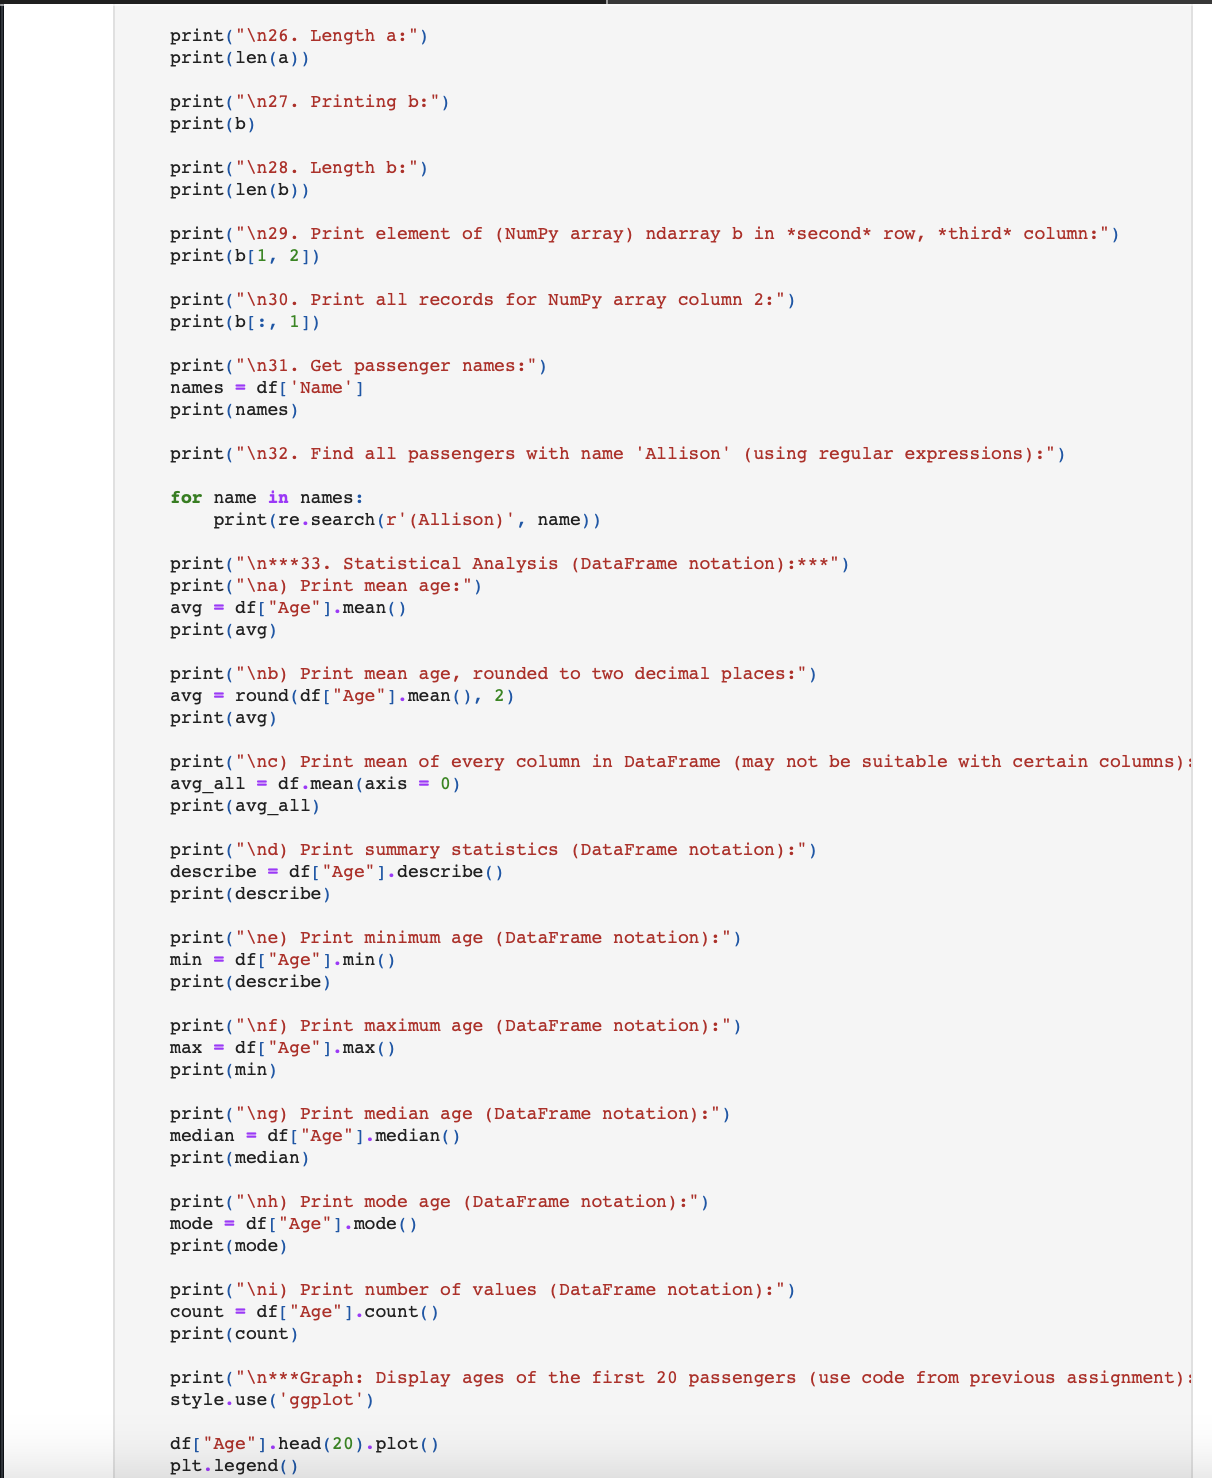 print("\n26. Length a:")
print(len(a))
print("\n27. Printing b:")
print(b)
print("\n28. Length b:")
print(len(b))
print("\n29. Print element of (NumPy array) ndarray b in *second* row, *third* column:")
print(b[1, 2])
print("\n30. Print all records for NumPy array column 2:")
print(b[:, 1])
print("\n31. Get passenger names:")
names = df['Name']
print(names)
print("\n32. Find all passengers with name 'Allison' (using regular expressions):")
for name in names:
    print(re.search(r'(Allison)', name))
print("\n***33. Statistical Analysis (DataFrame notation):***")
print("\na) Print mean age:")
avg = df["Age"].mean()
print(avg)
print("\nb) Print mean age, rounded to two decimal places:")
avg = round(df["Age"].mean(), 2)
print(avg)
print("\nc) Print mean of every column in DataFrame (may not be suitable with certain columns):
avg_all = df.mean(axis = 0)
print(avg_all)
print("\nd) Print summary statistics (DataFrame notation):")
describe = df["Age"].describe()
print(describe)
print("\ne) Print minimum age (DataFrame notation):")
min = df["Age"].min()
print(describe)
print("\nf) Print maximum age (DataFrame notation):")
max = df["Age"].max()
print(min)
print("\ng) Print median age (DataFrame notation):")
median = df["Age"].median()
print(median)
print("\nh) Print mode age (DataFrame notation):")
mode = df["Age"].mode()
print(mode)
print("\ni) Print number of values (DataFrame notation):")
count = df["Age"].count()
print(count)
print("\n***Graph: Display ages of the first 20 passengers (use code from previous assignment):
style.use('ggplot')
df["Age"].head(20).plot()
plt.legend()